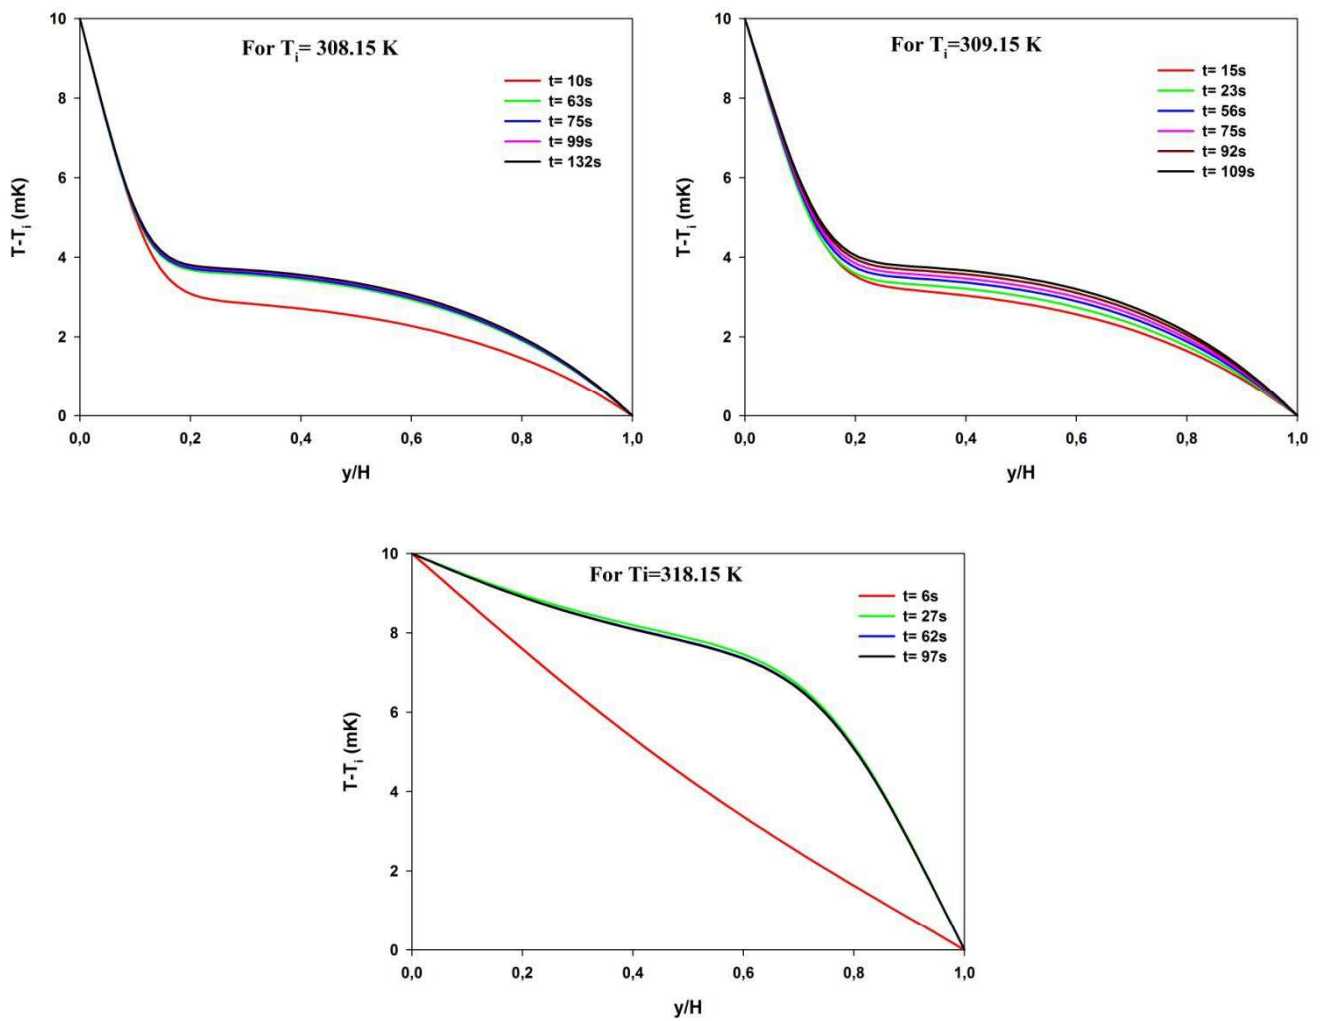 For Ti= 308.15 K
t= 10s
t= 63s
t= 75s
t= 99s
t= 132s
T-Ti (mK)
10
8
6
4
2
0
0,0 0,2 0,4 0,6 0,8 1,0
y/H
For Ti=309.15 K
t= 15s
t= 23s
t= 56s
t= 75s
t= 92s
t= 109s
T-Ti (mK)
10
8
6
4
2
0
0,0 0,2 0,4 0,6 0,8 1,0
y/H
For Ti=318.15 K
t= 6s
t= 27s
t= 62s
t= 97s
T-Ti (mK)
10
8
6
4
2
0
0,0 0,2 0,4 0,6 0,8 1,0
y/H